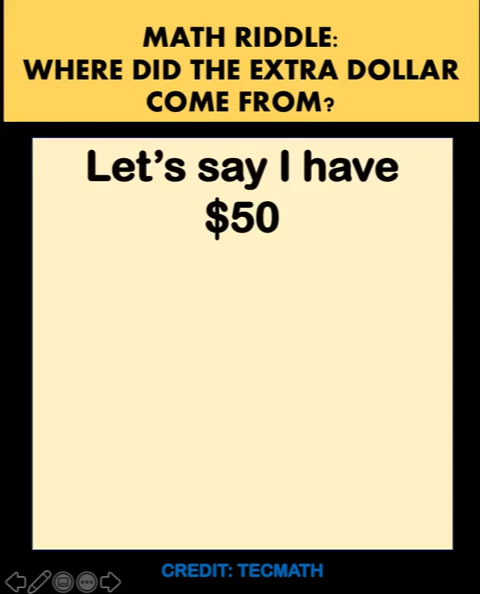 MATH RIDDLE:
WHERE DID THE EXTRA DOLLAR
COME FROM?
Let's say I have
$50
CREDIT: TECMATH